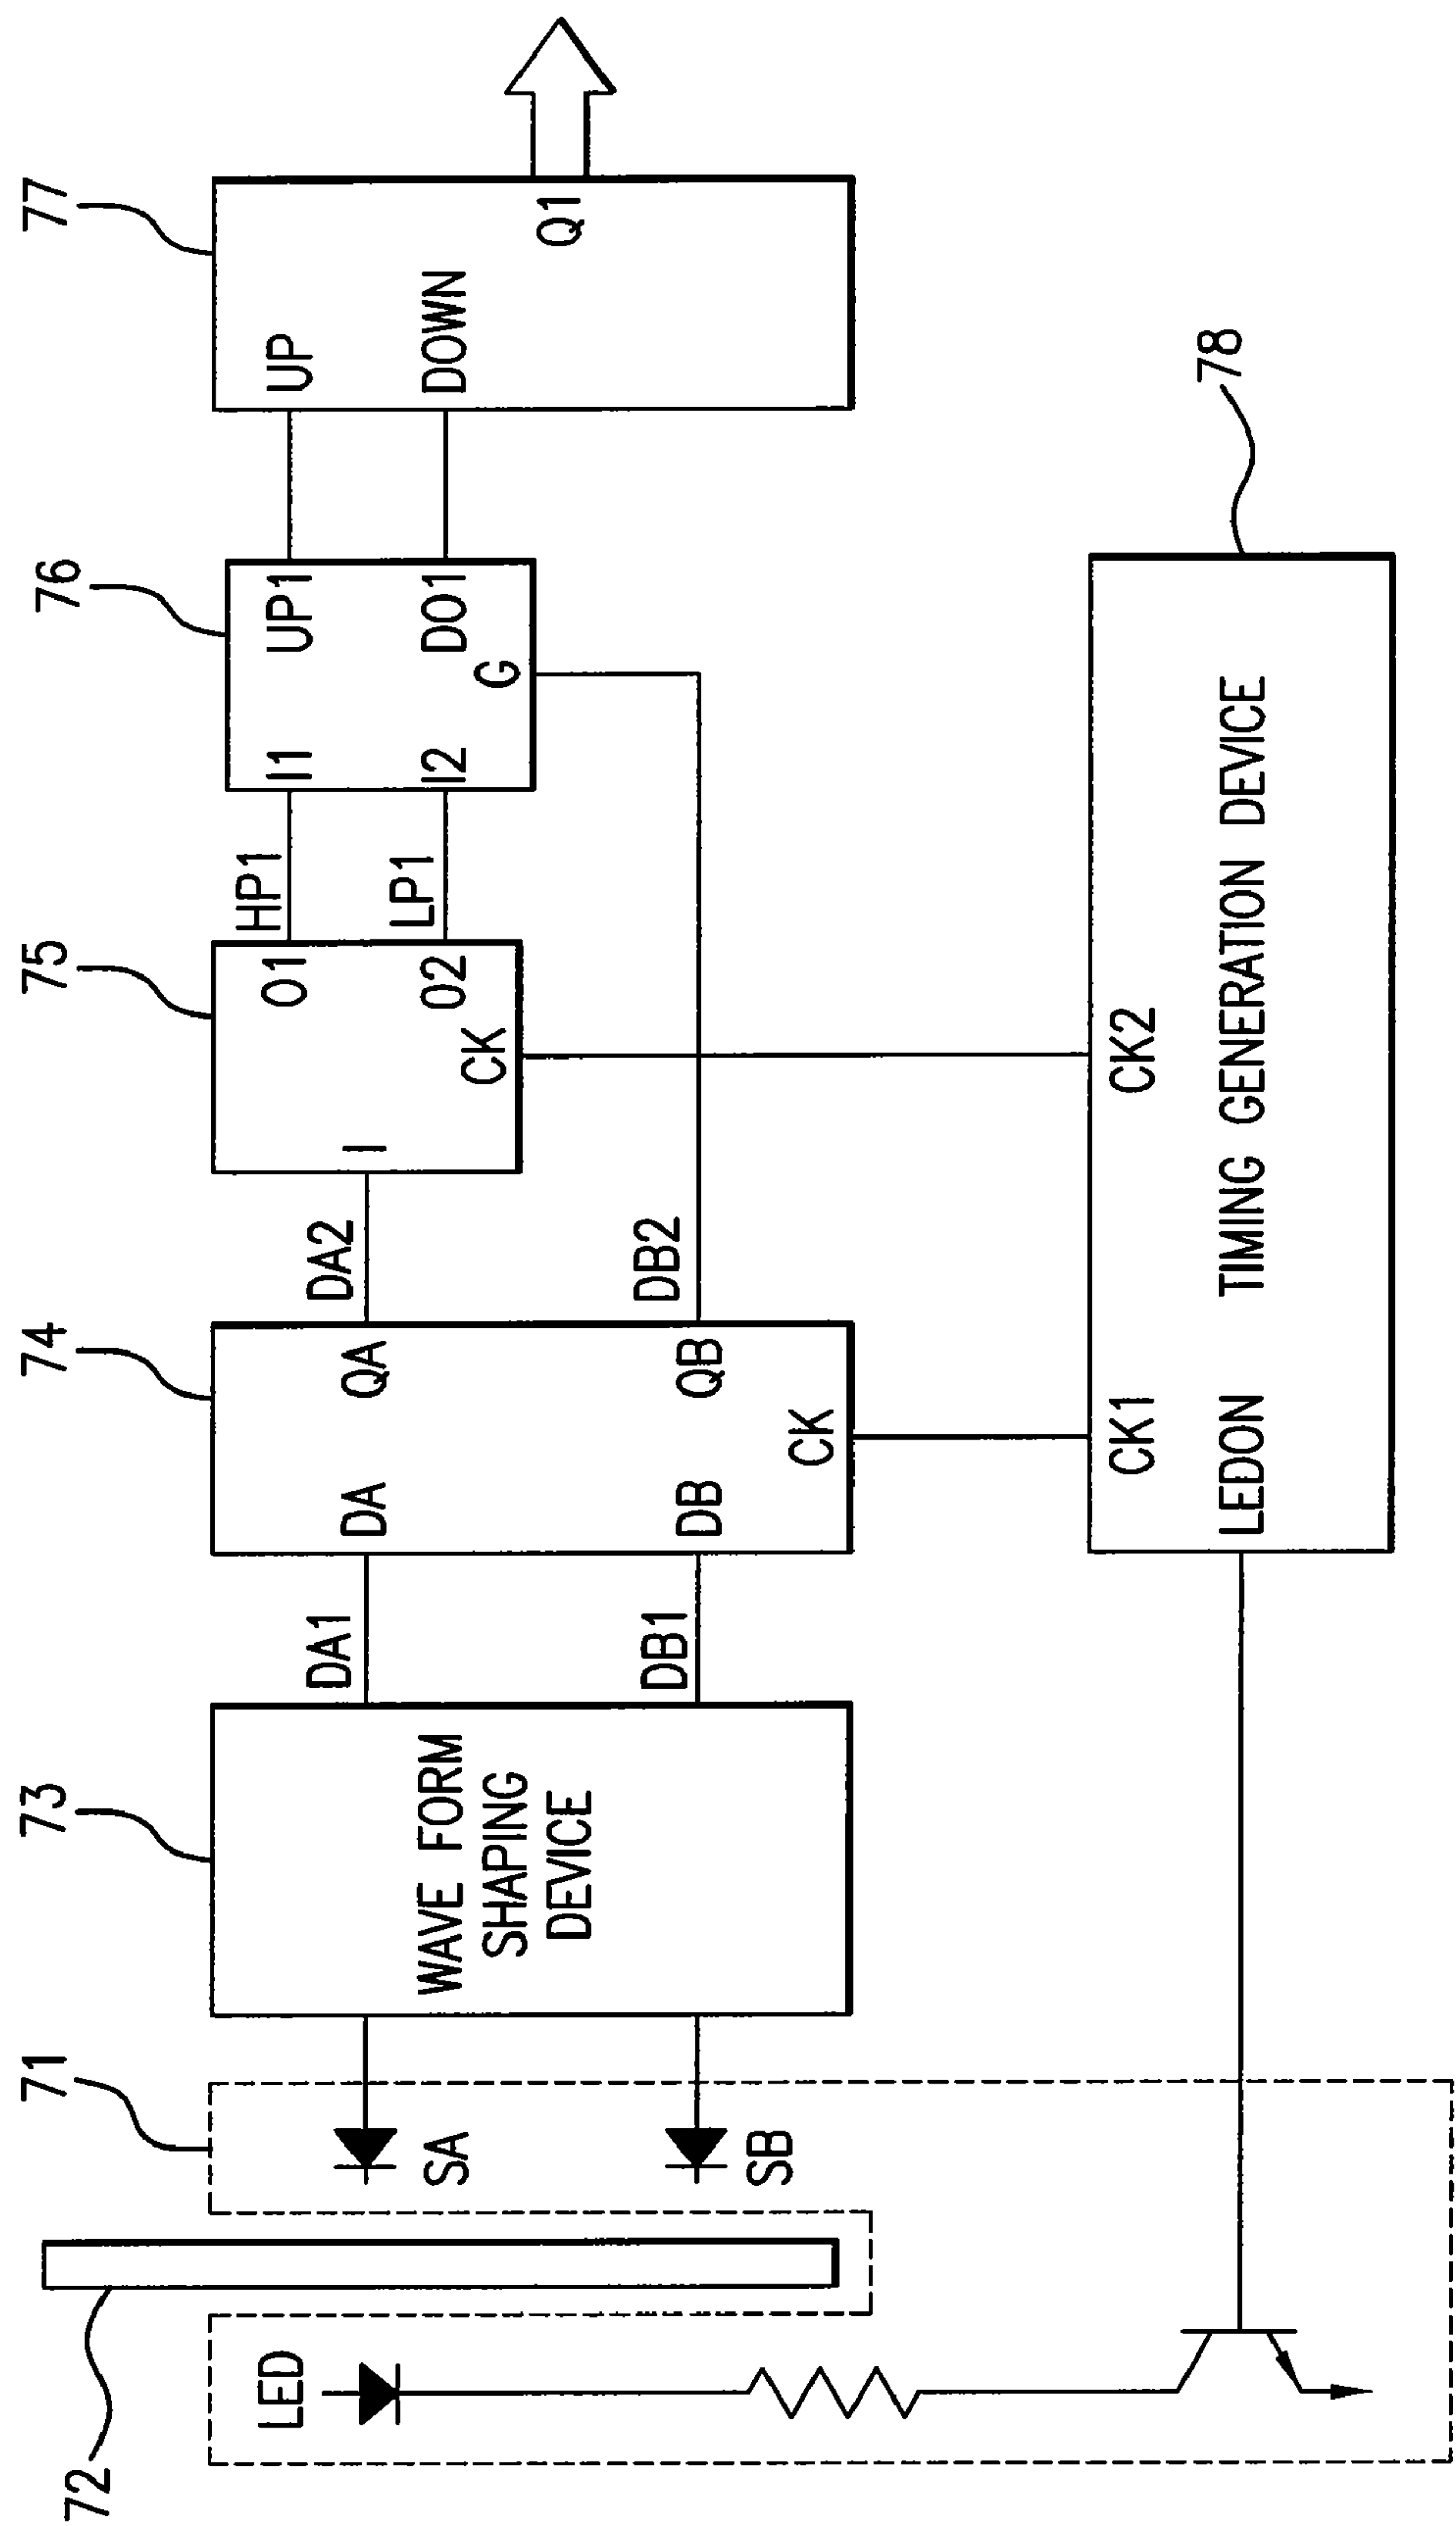 71
72
73
74
75
76
77
78
LED
SA
SB
WAVE FORM
SHAPING
DEVICE
DA1
DB1
DA
QA
DB
QB
CK
DA2
DB2
I
O1
O2
CK
HP1
LP1
I1
UP1
I2
DO1
G
UP
DOWN
Q1
CK1
CK2
LEDON
TIMING GENERATION DEVICE